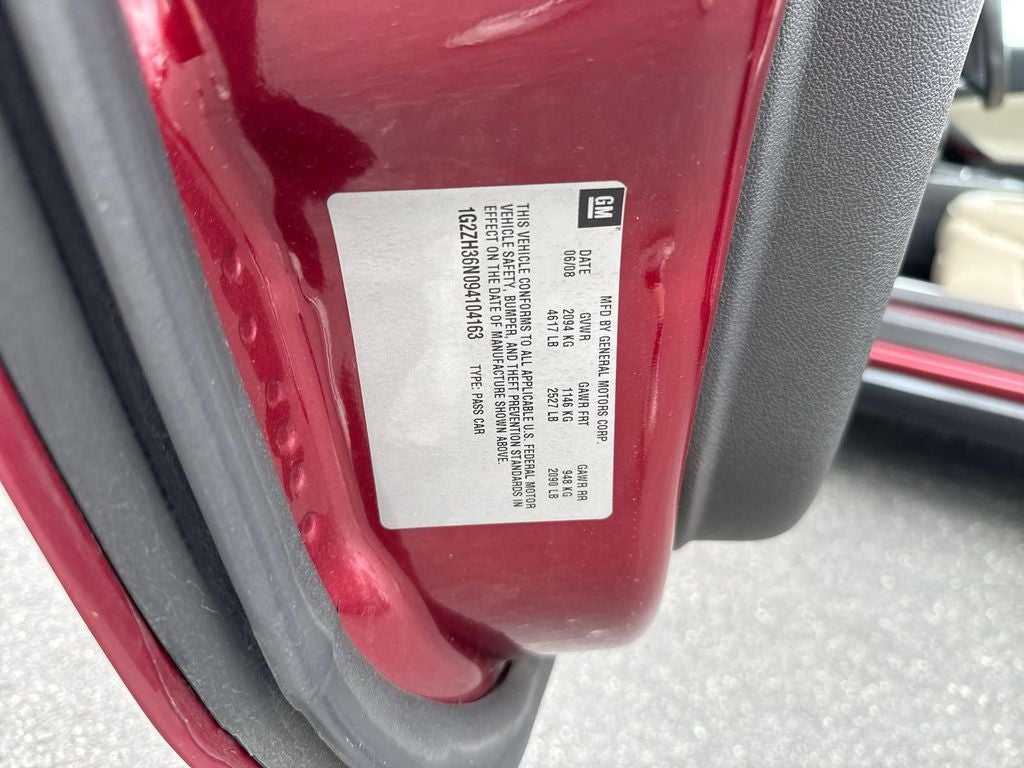 GM
MFD BY GENERAL MOTORS CORP.
DATE GVWR GAWR FRT GAWR RR
06/08 2094 KG 1146 KG 948 KG
4617 LB 2527 LB 2090 LB
THIS VEHICLE CONFORMS TO ALL APPLICABLE U.S. FEDERAL MOTOR
VEHICLE SAFETY, BUMPER, AND THEFT PREVENTION STANDARDS IN
EFFECT ON THE DATE OF MANUFACTURE SHOWN ABOVE.
1G2ZH36N094104163 TYPE: PASS CAR